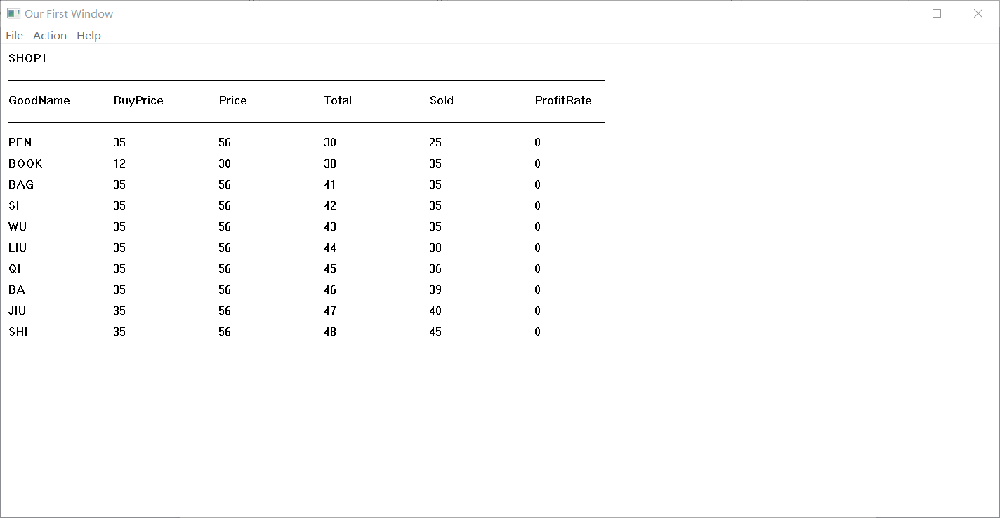 Our First Window
File Action Help
SHOP1
GoodName BuyPrice Price Total Sold ProfitRate
PEN 35 56 30 25 0
BOOK 12 30 38 35 0
BAG 35 56 41 35 0
SI 35 56 42 35 0
WU 35 56 43 35 0
LIU 35 56 44 38 0
QI 35 56 45 36 0
BA 35 56 46 39 0
JIU 35 56 47 40 0
SHI 35 56 48 45 0